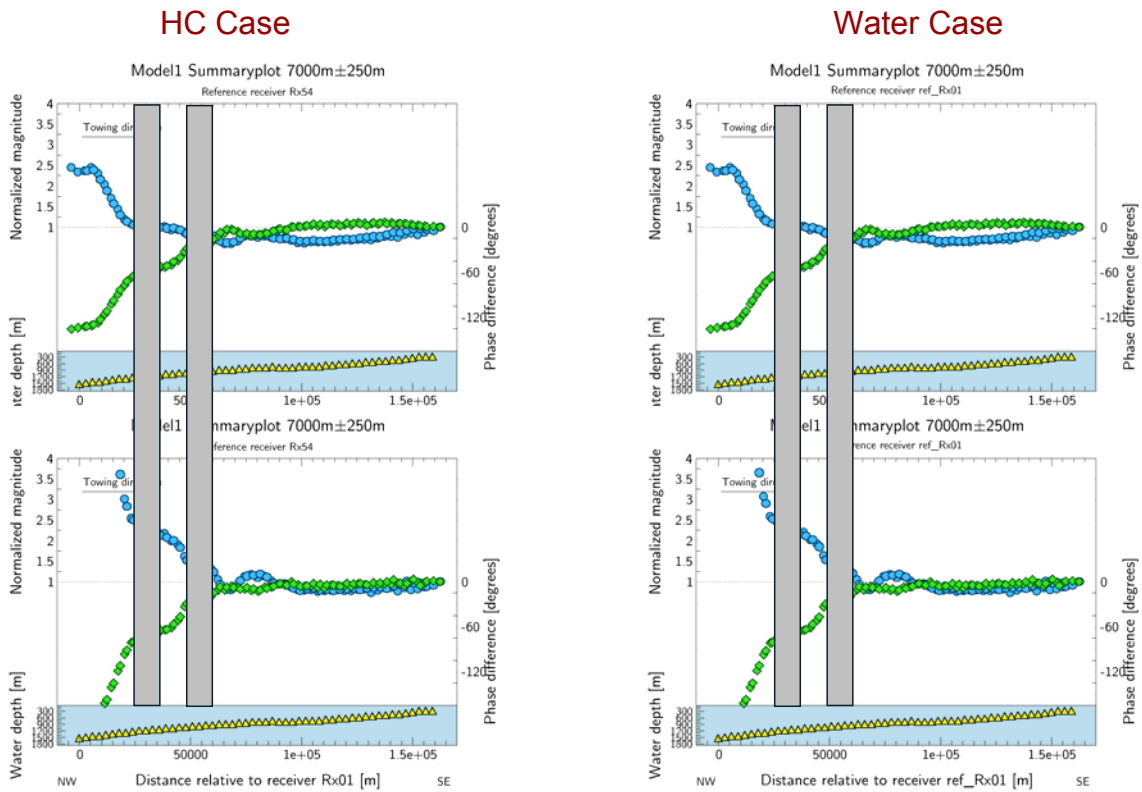 HC Case
Water Case
Model1 Summaryplot 7000m±250m
Reference receiver Rx54
Normalized magnitude
4
3.5
3
2.5
2
1.5
1
Towing dir
0
-60
-120
Phase difference [degrees]
depth [m]
300
600
1200
1800
0
50000
1e+05
1.5e+05
Model1 Summaryplot 7000m±250m
Reference receiver ref_Rx01
Normalized magnitude
4
3.5
3
2.5
2
1.5
1
Towing dir
0
-60
-120
Phase difference [degrees]
depth [m]
300
600
1200
1800
0
50000
1e+05
1.5e+05
ummaryplot 7000m±250m
eference receiver Rx54
Normalized magnitude
4
3.5
3
2.5
2
1.5
1
Towing dir
0
-60
-120
Phase difference [degrees]
Water depth [m]
300
600
1200
1800
0
50000
1e+05
1.5e+05
NW
Distance relative to receiver Rx01 [m]
SE
ummaryplot 7000m±250m
ence receiver ref_Rx01
Normalized magnitude
4
3.5
3
2.5
2
1.5
1
Towing dir
0
-60
-120
Phase difference [degrees]
Water depth [m]
300
600
1200
1800
0
50000
1e+05
1.5e+05
NW
Distance relative to receiver ref_Rx01 [m]
SE